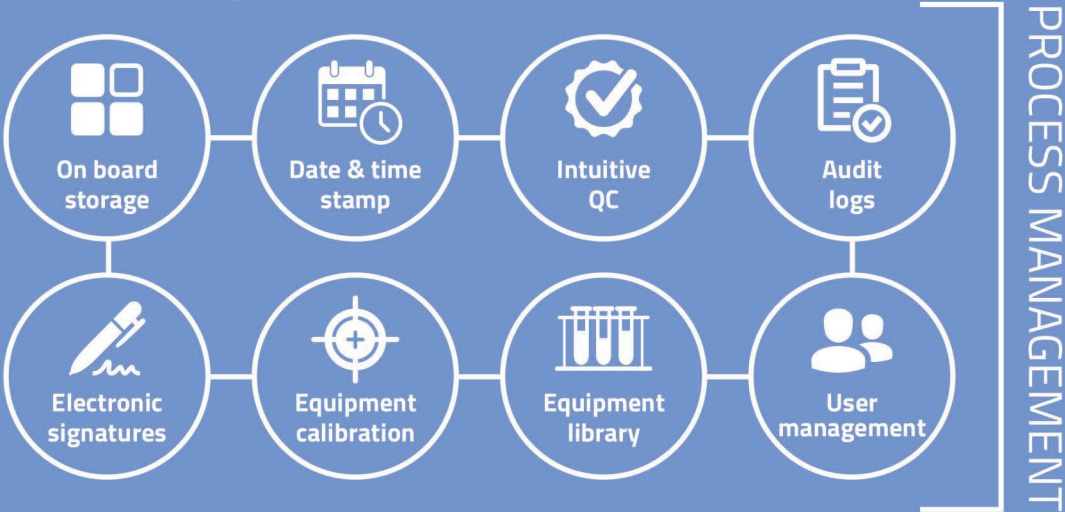 On board
storage
Date & time
stamp
Intuitive
QC
Audit
logs
Electronic
signatures
Equipment
calibration
Equipment
library
User
management
PROCESS MANAGEMENT